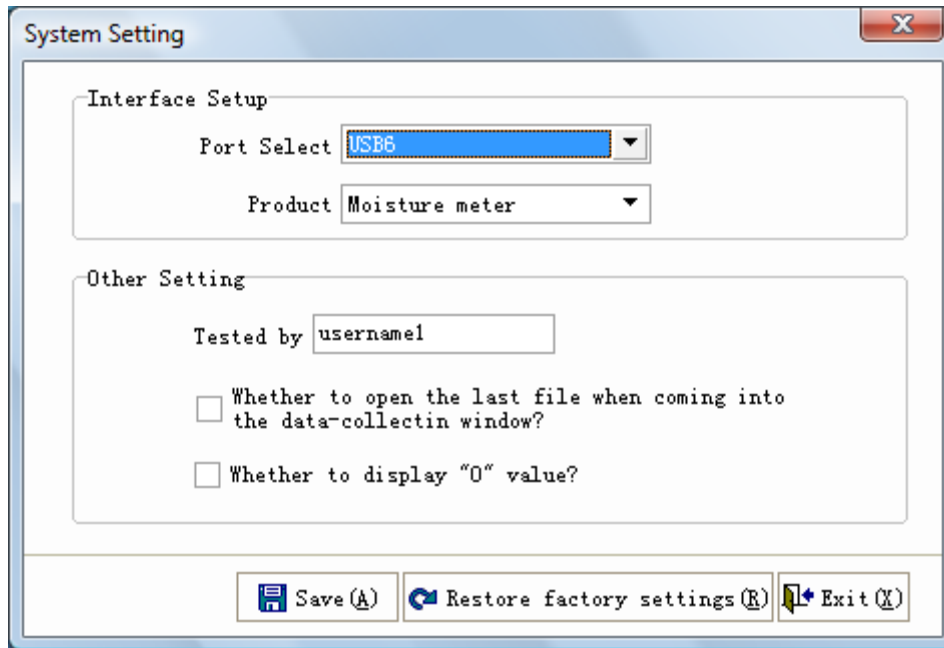 System Setting
Interface Setup
Port Select USB6
Product Moisture meter
Other Setting
Tested by username1
Whether to open the last file when coming into
the data-collectin window?
Whether to display "0" value?
Save(A) Restore factory settings(R) Exit(X)